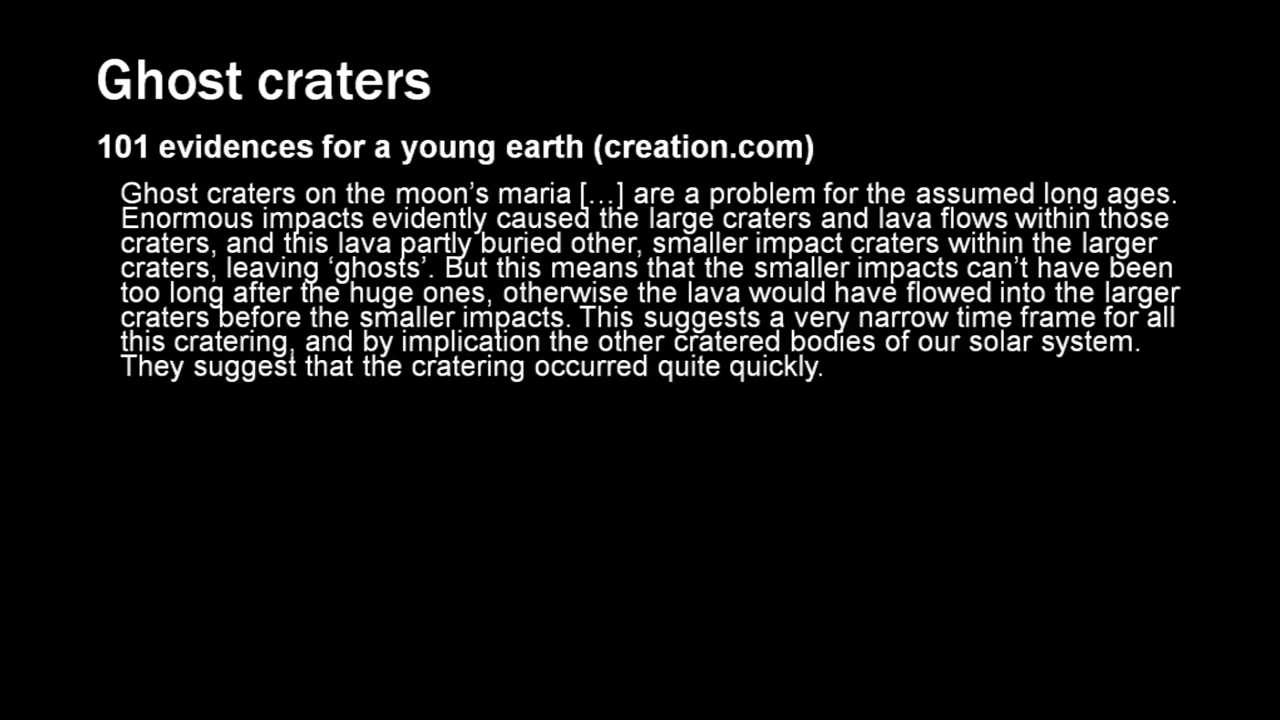 Ghost craters
101 evidences for a young earth (creation.com)
Ghost craters on the moon’s maria […] are a problem for the assumed long ages.
Enormous impacts evidently caused the large craters and lava flows within those
craters, and this lava partly buried other, smaller impact craters within the larger
craters, leaving ‘ghosts’. But this means that the smaller impacts can’t have been
too long after the huge ones, otherwise the lava would have flowed into the larger
craters before the smaller impacts. This suggests a very narrow time frame for all
this cratering, and by implication the other cratered bodies of our solar system.
They suggest that the cratering occurred quite quickly.